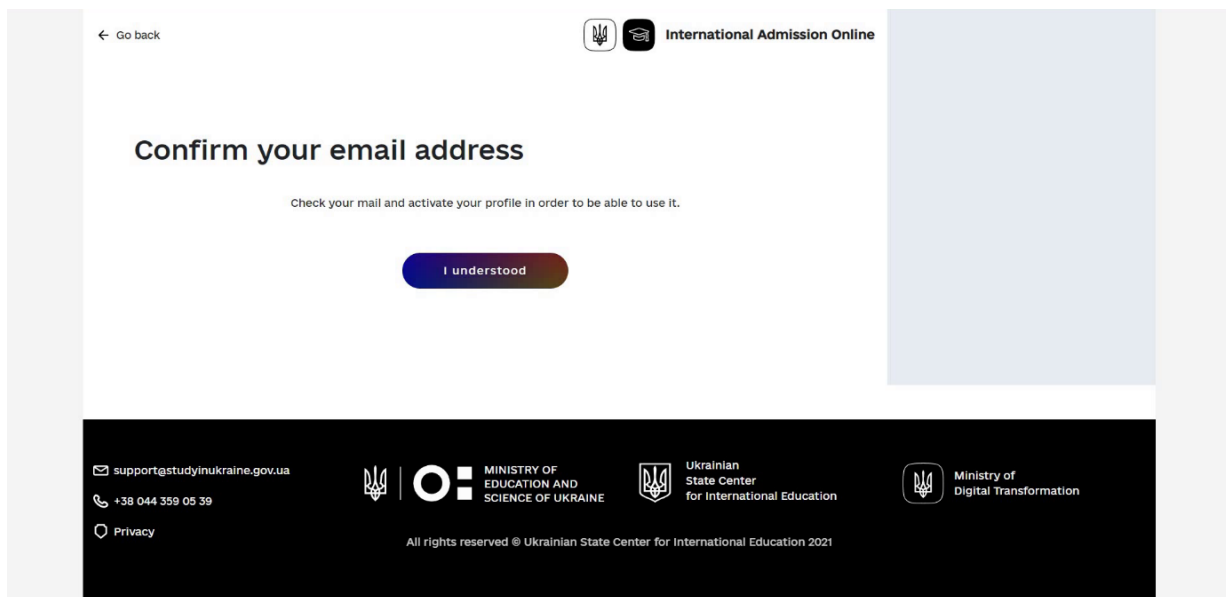 Go back
International Admission Online
Confirm your email address
Check your mail and activate your profile in order to be able to use it.
I understood
support@studyinukraine.gov.ua
+38 044 359 05 39
Privacy
MINISTRY OF
EDUCATION AND
SCIENCE OF UKRAINE
Ukrainian
State Center
for International Education
Ministry of
Digital Transformation
All rights reserved © Ukrainian State Center for International Education 2021